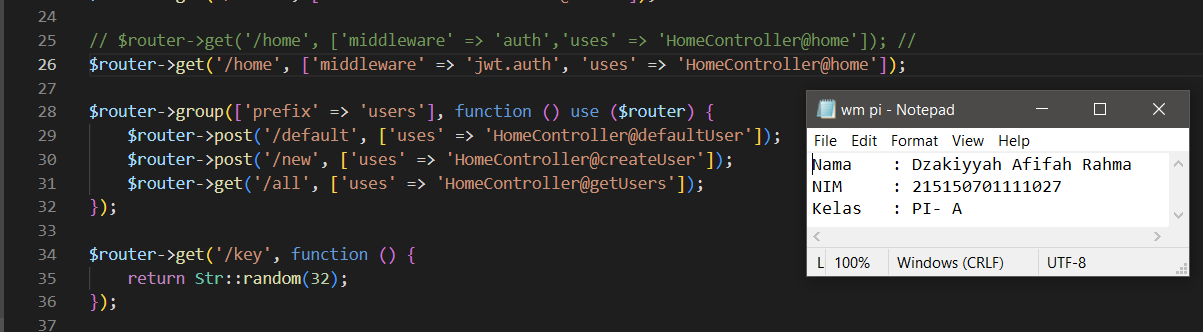 24
25 // $router->get('/home', ['middleware' => 'auth','uses' => 'HomeController@home']); //
26 $router->get('/home', ['middleware' => 'jwt.auth', 'uses' => 'HomeController@home']);
27
28 $router->group(['prefix' => 'users'], function () use ($router) {
29     $router->post('/default', ['uses' => 'HomeController@defaultUser']);
30     $router->post('/new', ['uses' => 'HomeController@createUser']);
31     $router->get('/all', ['uses' => 'HomeController@getUsers']);
32 });
33
34 $router->get('/key', function () {
35     return Str::random(32);
36 });
37
wm pi - Notepad
File Edit Format View Help
Nama : Dzakiyyah Afifah Rahma
NIM : 215150701111027
Kelas : PI- A
L 100% Windows (CRLF) UTF-8